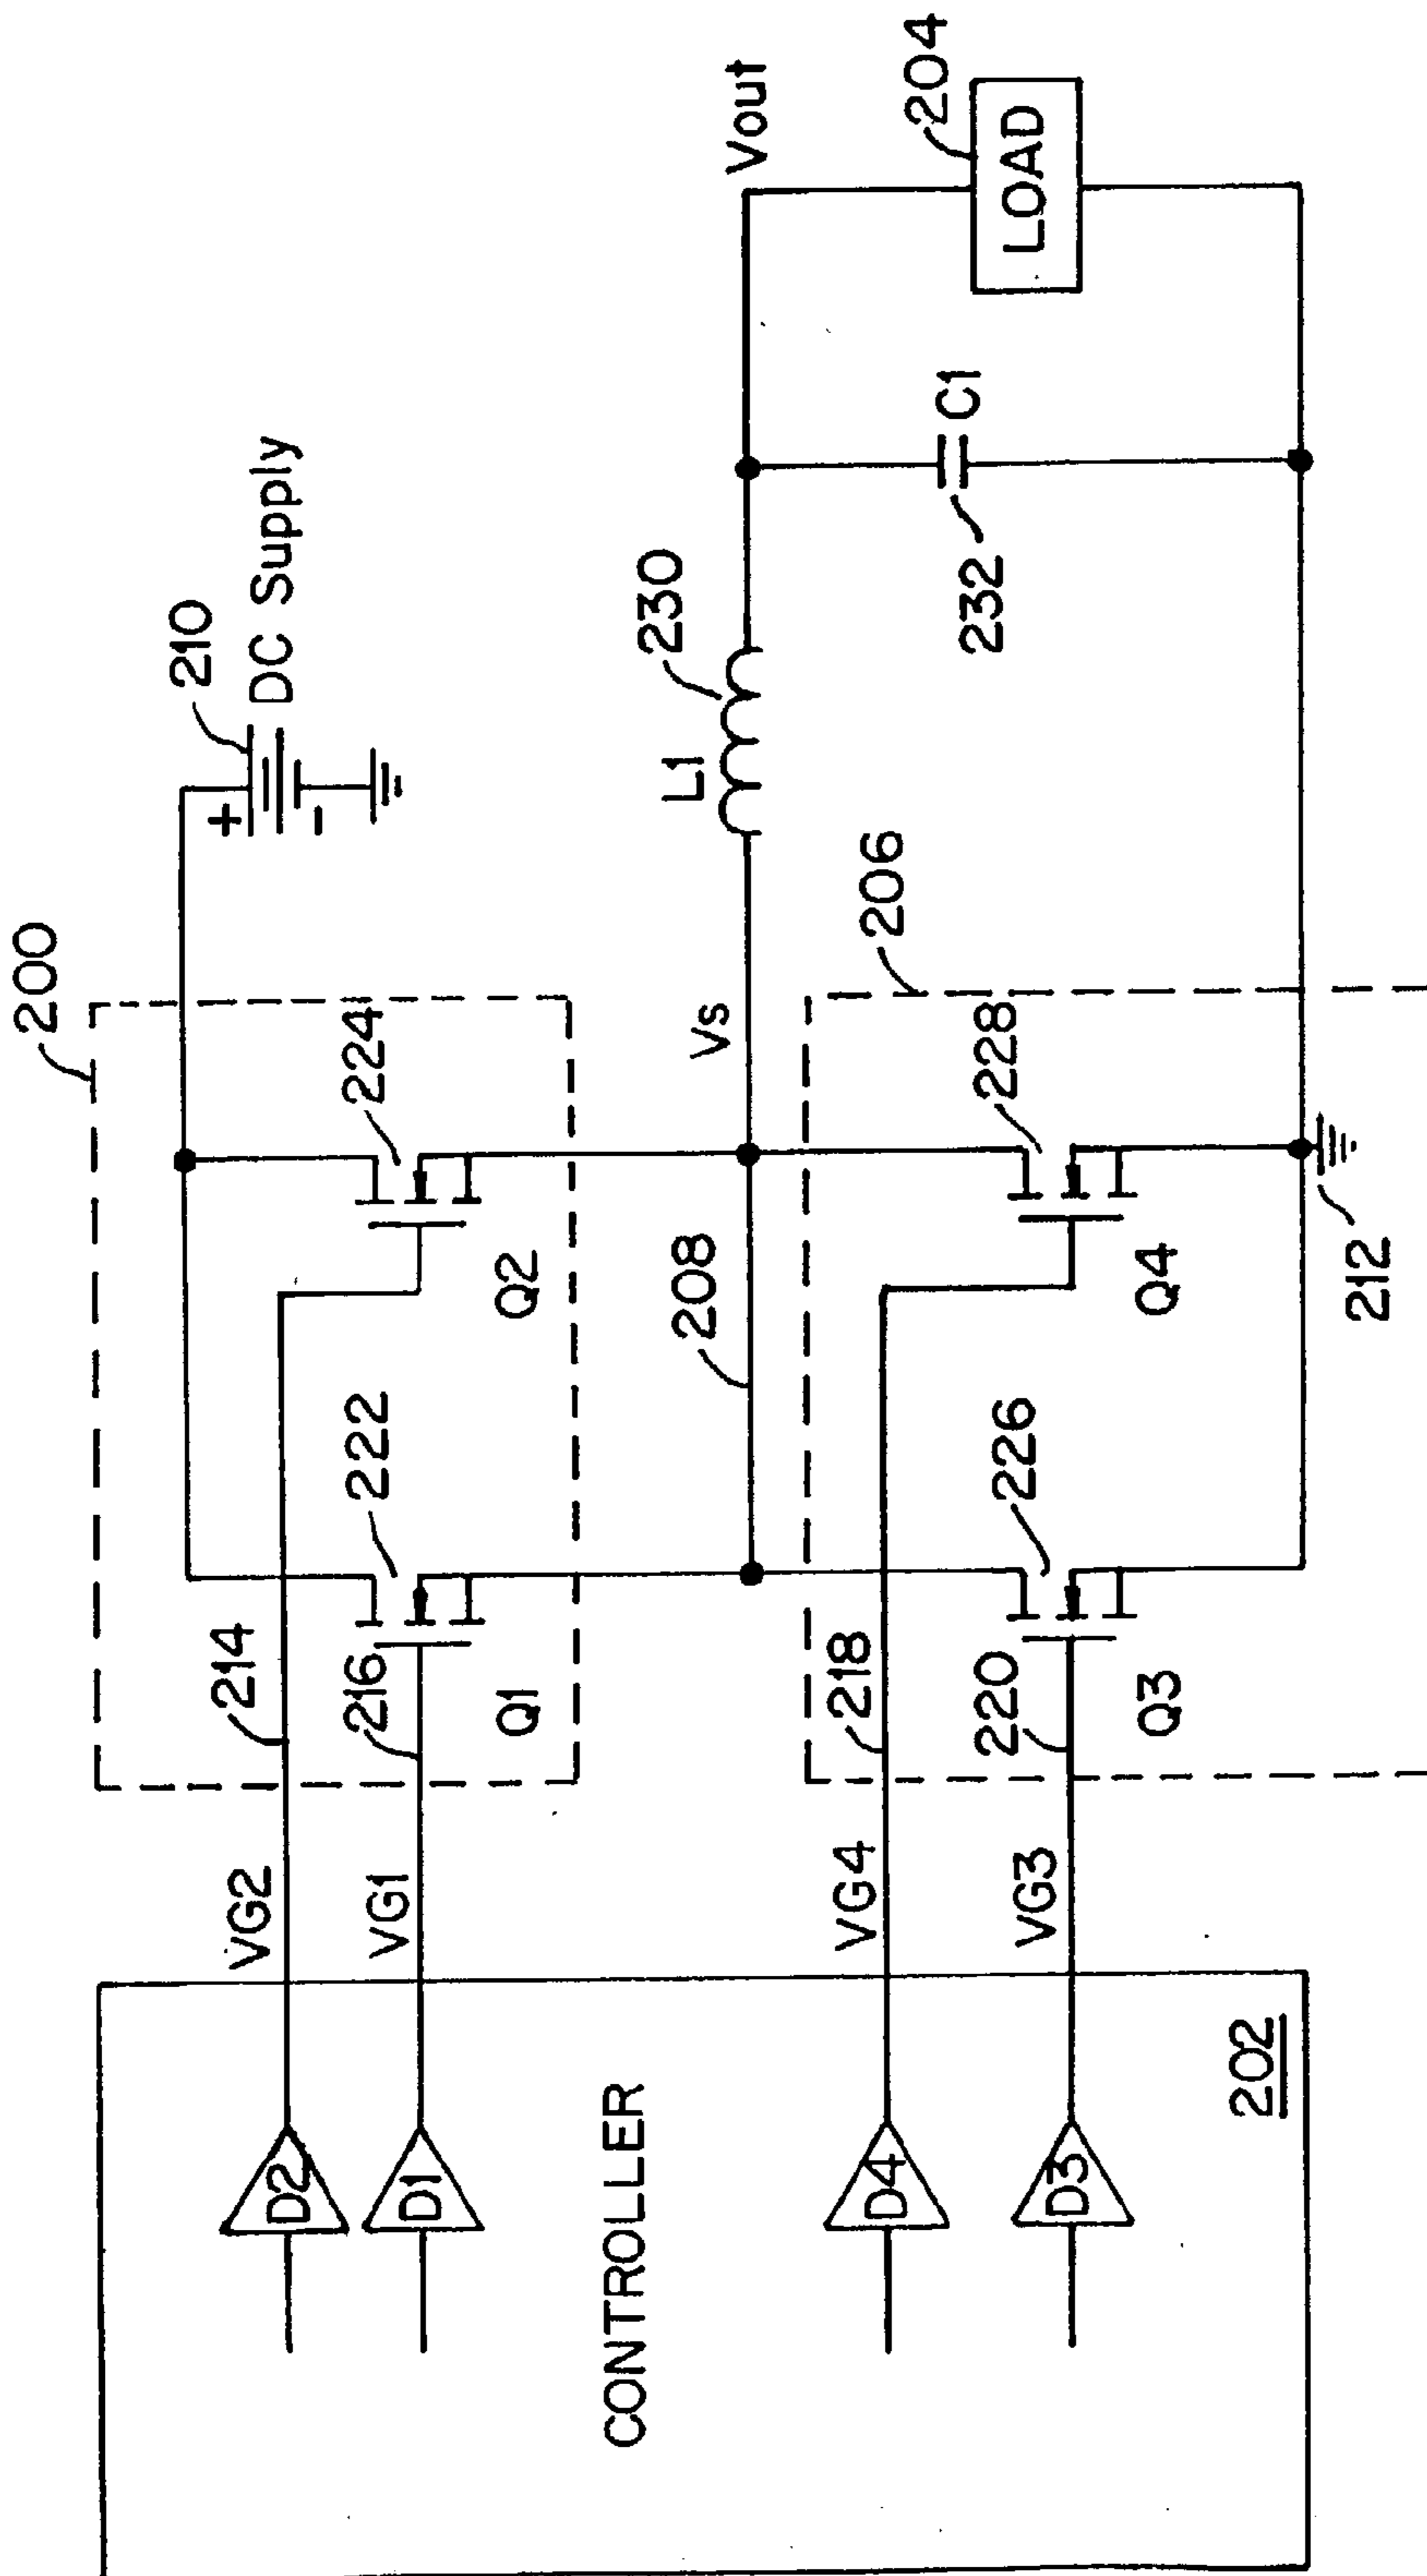 200
210
DC Supply
+
-
224
222
214
216
Q2
Q1
VG2
VG1
D2
D1
CONTROLLER
208
Vs
L1
230
Vout
204
LOAD
C1
232
206
228
226
218
220
Q4
Q3
VG4
VG3
D4
D3
202
212